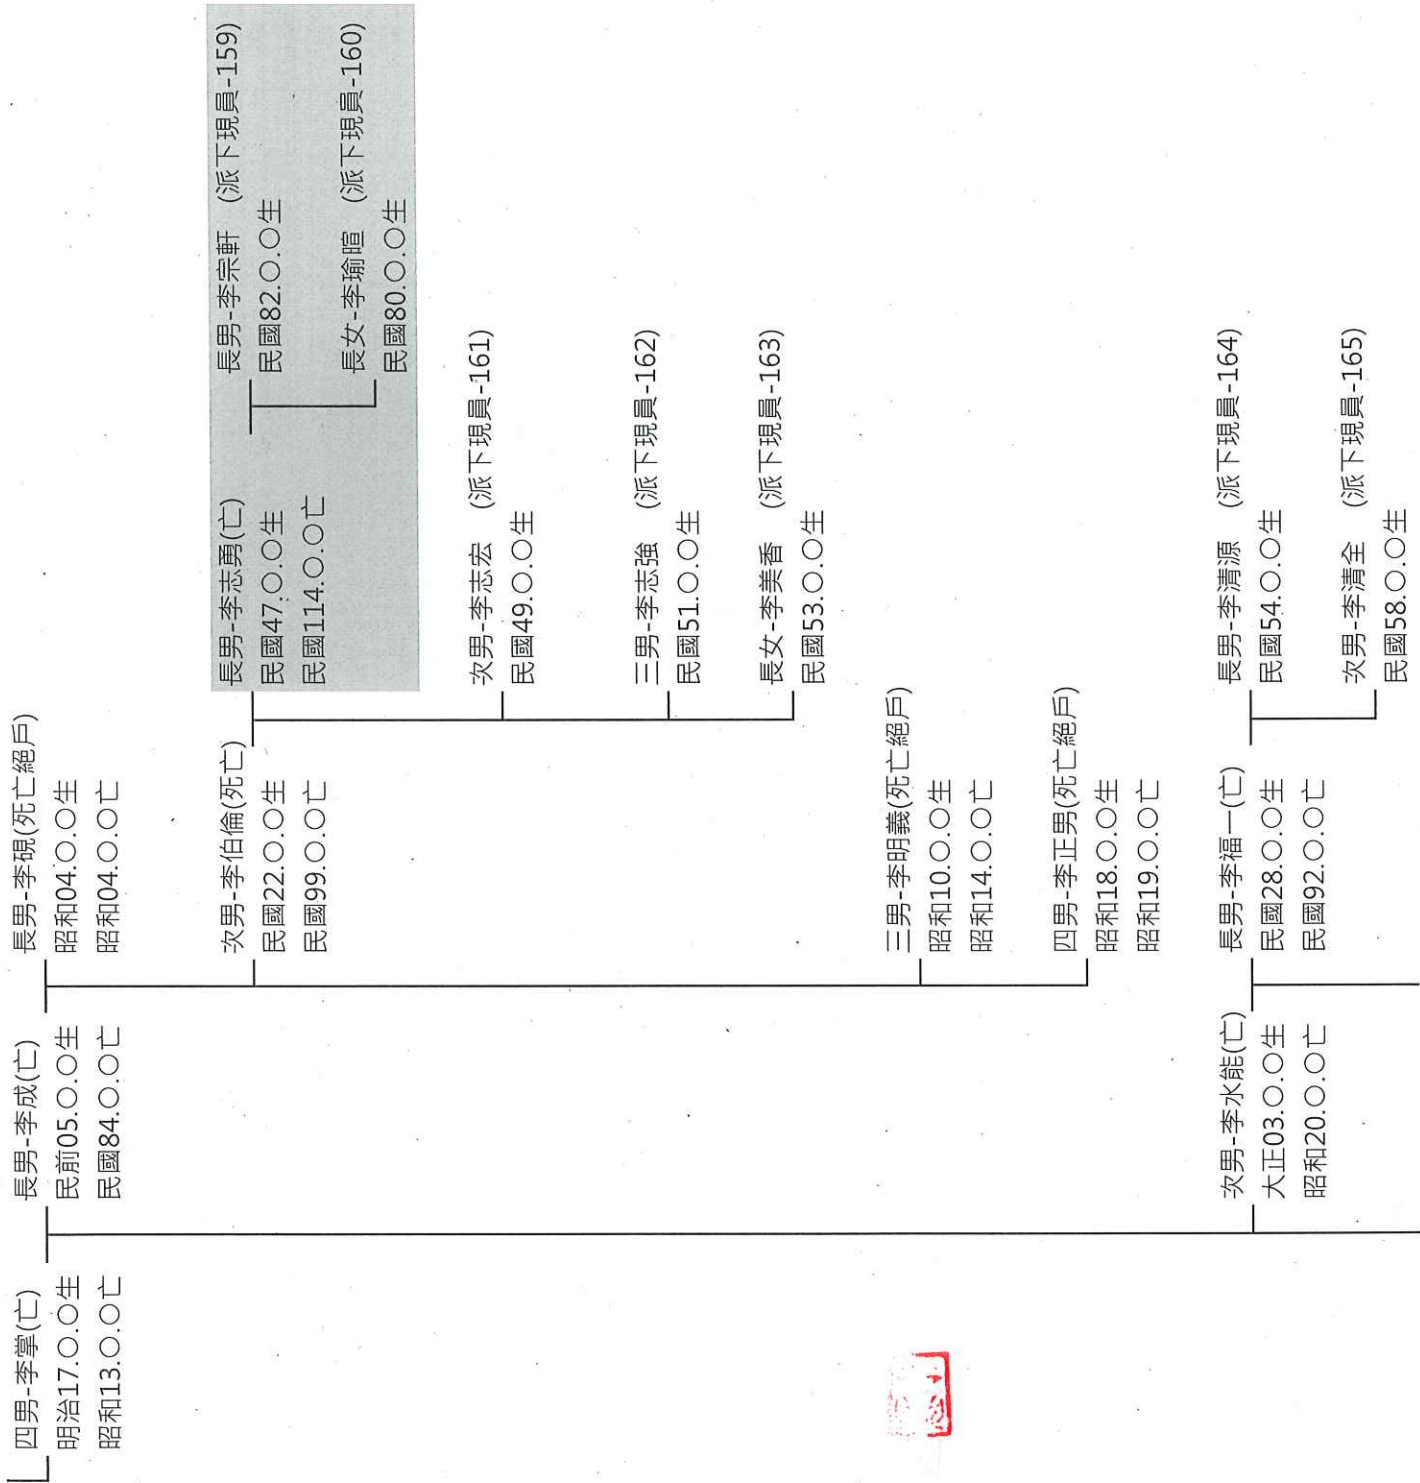 四男-李掌(亡)
明治17.○.○生
昭和13.○.○亡
長男-李成(亡)
民前05.○.○生
民國84.○.○亡
長男-李硯(死亡絕戶)
昭和04.○.○生
昭和04.○.○亡
次男-李伯倫(死亡)
民國22.○.○生
民國99.○.○亡
長男-李志勇(亡)
民國47.○.○生
民國114.○.○亡
長男-李宗軒 (派下現員-159)
民國82.○.○生
長女-李瑜暄 (派下現員-160)
民國80.○.○生
次男-李志宏 (派下現員-161)
民國49.○.○生
三男-李志強 (派下現員-162)
民國51.○.○生
長女-李美香 (派下現員-163)
民國53.○.○生
三男-李明義(死亡絕戶)
昭和10.○.○生
昭和14.○.○亡
四男-李正男(死亡絕戶)
昭和18.○.○生
昭和19.○.○亡
次男-李水能(亡)
大正03.○.○生
昭和20.○.○亡
長男-李福一(亡)
民國28.○.○生
民國92.○.○亡
長男-李清源 (派下現員-164)
民國54.○.○生
次男-李清全 (派下現員-165)
民國58.○.○生